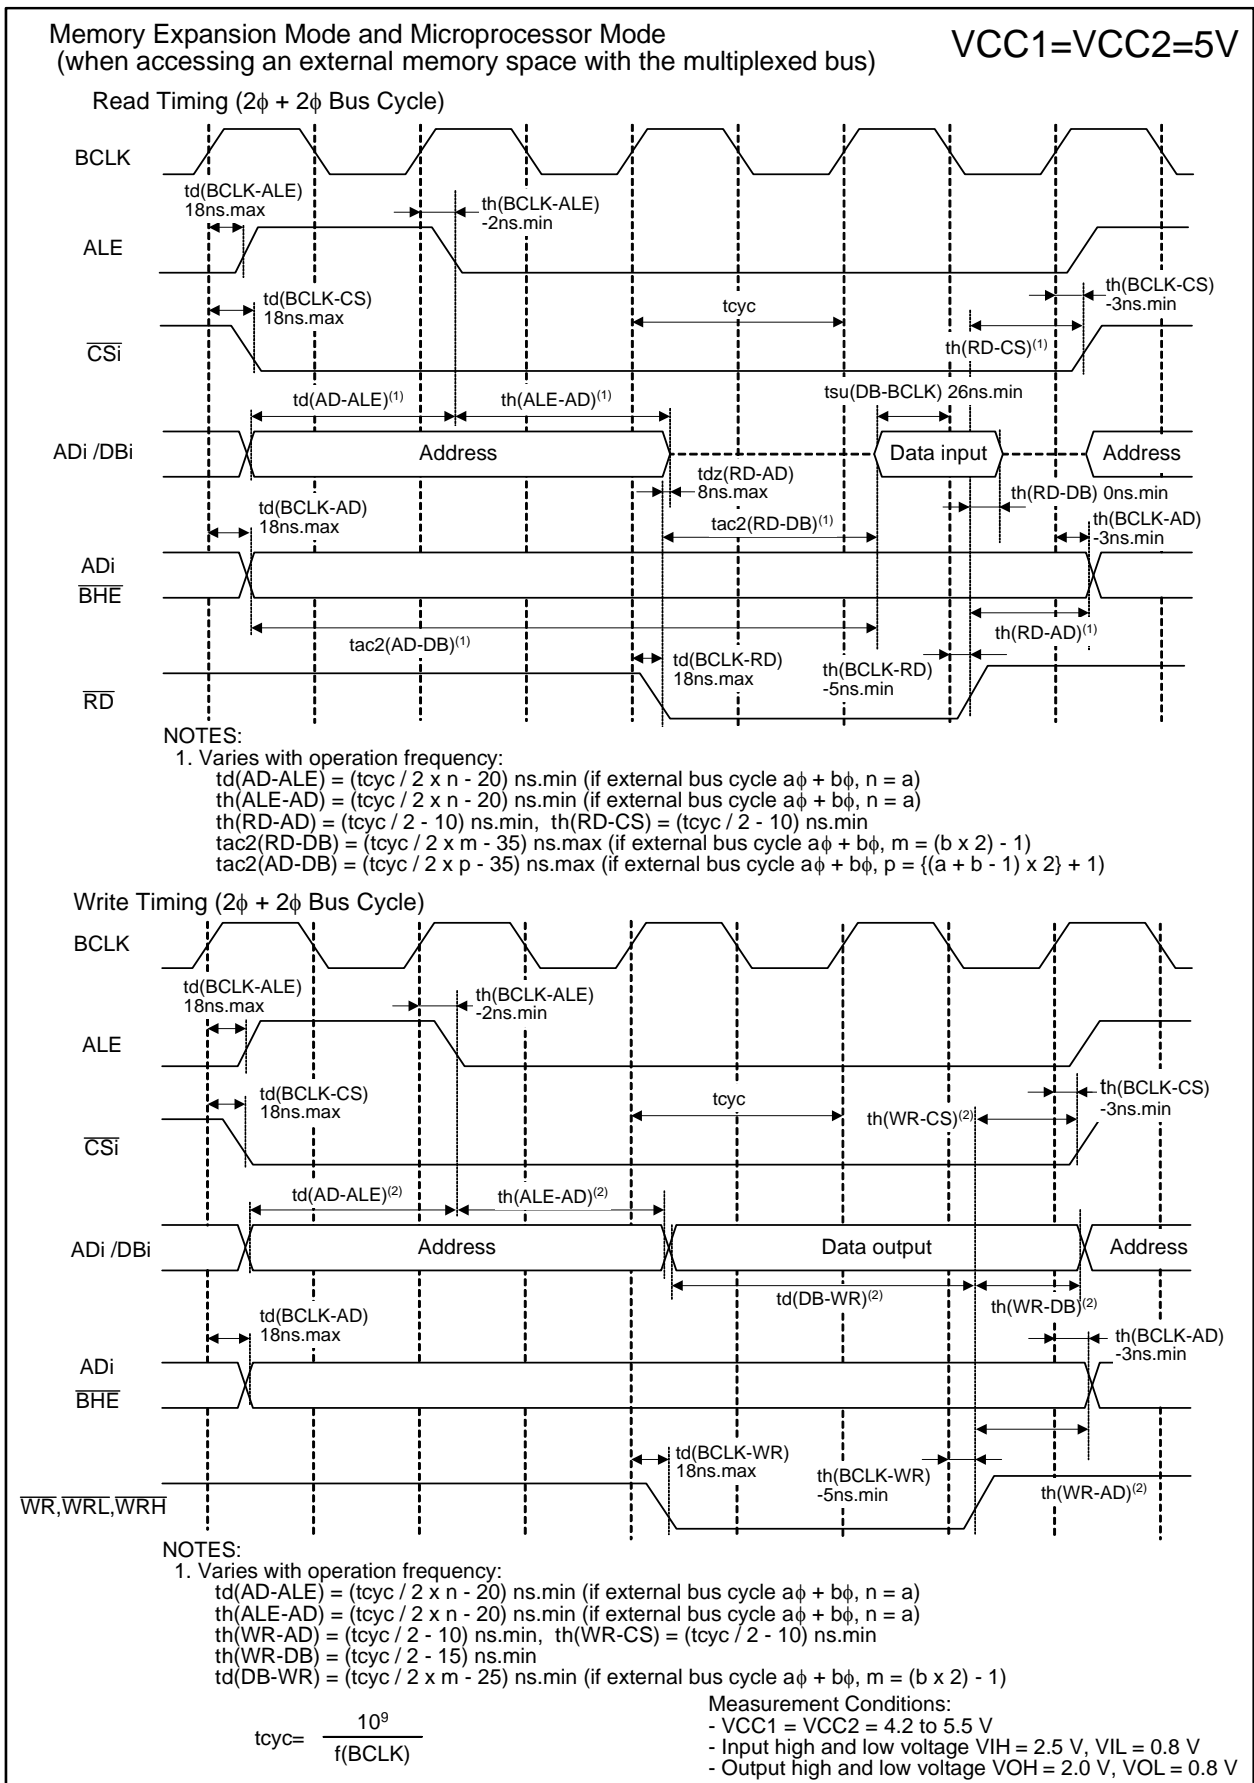 Memory Expansion Mode and Microprocessor Mode
(when accessing an external memory space with the multiplexed bus)
VCC1=VCC2=5V
Read Timing (2ϕ + 2ϕ Bus Cycle)
BCLK
td(BCLK-ALE)
18ns.max
th(BCLK-ALE)
-2ns.min
ALE
td(BCLK-CS)
18ns.max
tcyc
th(BCLK-CS)
-3ns.min
CSi
th(RD-CS)(1)
td(AD-ALE)(1)
th(ALE-AD)(1)
tsu(DB-BCLK) 26ns.min
ADi /DBi
Address
Data input
Address
tdz(RD-AD)
8ns.max
th(RD-DB) 0ns.min
td(BCLK-AD)
18ns.max
tac2(RD-DB)(1)
th(BCLK-AD)
-3ns.min
ADi
BHE
tac2(AD-DB)(1)
th(RD-AD)(1)
td(BCLK-RD)
18ns.max
th(BCLK-RD)
-5ns.min
RD
NOTES:
1. Varies with operation frequency:
td(AD-ALE) = (tcyc / 2 x n - 20) ns.min (if external bus cycle aϕ + bϕ, n = a)
th(ALE-AD) = (tcyc / 2 x n - 20) ns.min (if external bus cycle aϕ + bϕ, n = a)
th(RD-AD) = (tcyc / 2 - 10) ns.min, th(RD-CS) = (tcyc / 2 - 10) ns.min
tac2(RD-DB) = (tcyc / 2 x m - 35) ns.max (if external bus cycle aϕ + bϕ, m = (b x 2) - 1)
tac2(AD-DB) = (tcyc / 2 x p - 35) ns.max (if external bus cycle aϕ + bϕ, p = {(a + b - 1) x 2} + 1)
Write Timing (2ϕ + 2ϕ Bus Cycle)
BCLK
td(BCLK-ALE)
18ns.max
th(BCLK-ALE)
-2ns.min
ALE
td(BCLK-CS)
18ns.max
tcyc
th(WR-CS)(2)
th(BCLK-CS)
-3ns.min
CSi
td(AD-ALE)(2)
th(ALE-AD)(2)
ADi /DBi
Address
Data output
Address
td(DB-WR)(2)
th(WR-DB)(2)
td(BCLK-AD)
18ns.max
th(BCLK-AD)
-3ns.min
ADi
BHE
td(BCLK-WR)
18ns.max
th(BCLK-WR)
-5ns.min
th(WR-AD)(2)
WR,WRL,WRH
NOTES:
1. Varies with operation frequency:
td(AD-ALE) = (tcyc / 2 x n - 20) ns.min (if external bus cycle aϕ + bϕ, n = a)
th(ALE-AD) = (tcyc / 2 x n - 20) ns.min (if external bus cycle aϕ + bϕ, n = a)
th(WR-AD) = (tcyc / 2 - 10) ns.min, th(WR-CS) = (tcyc / 2 - 10) ns.min
th(WR-DB) = (tcyc / 2 - 15) ns.min
td(DB-WR) = (tcyc / 2 x m - 25) ns.min (if external bus cycle aϕ + bϕ, m = (b x 2) - 1)
tcyc= 10⁹
f(BCLK)
Measurement Conditions:
- VCC1 = VCC2 = 4.2 to 5.5 V
- Input high and low voltage VIH = 2.5 V, VIL = 0.8 V
- Output high and low voltage VOH = 2.0 V, VOL = 0.8 V